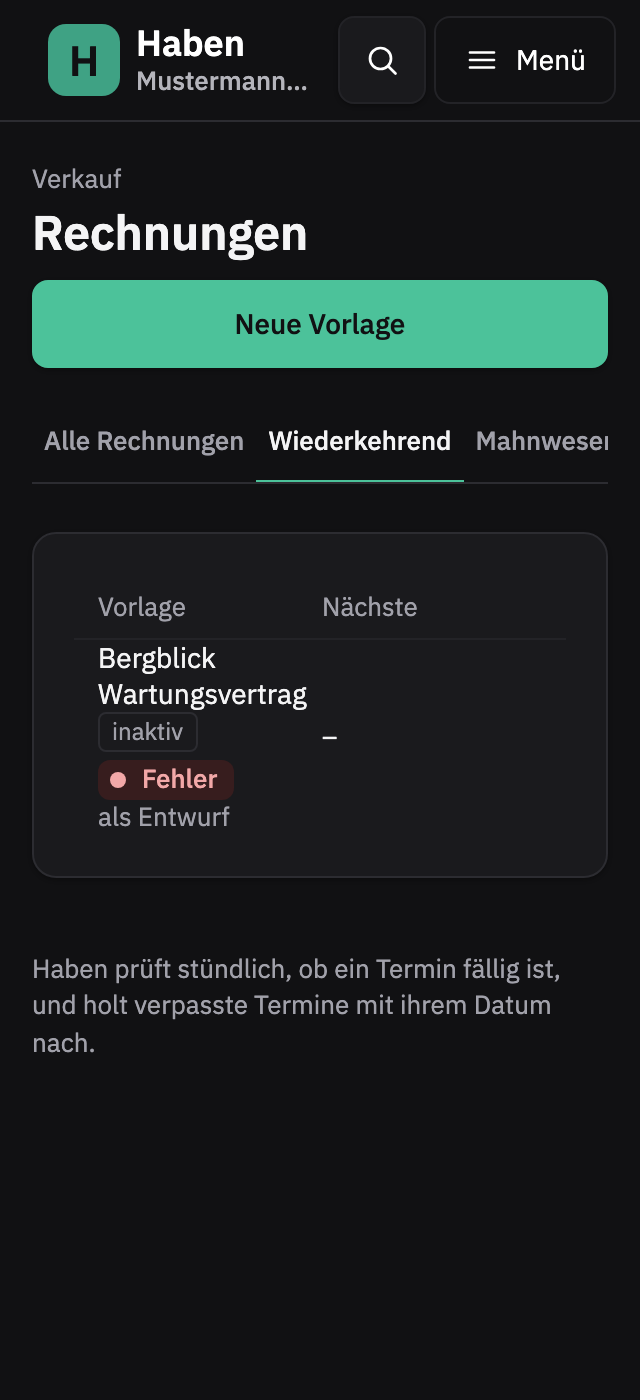 H
Haben
Mustermann...
Menü
Verkauf
Rechnungen
Neue Vorlage
Alle Rechnungen Wiederkehrend Mahnwesen
Vorlage Nächste
Bergblick
Wartungsvertrag
inaktiv
–
Fehler
als Entwurf
Haben prüft stündlich, ob ein Termin fällig ist,
und holt verpasste Termine mit ihrem Datum
nach.